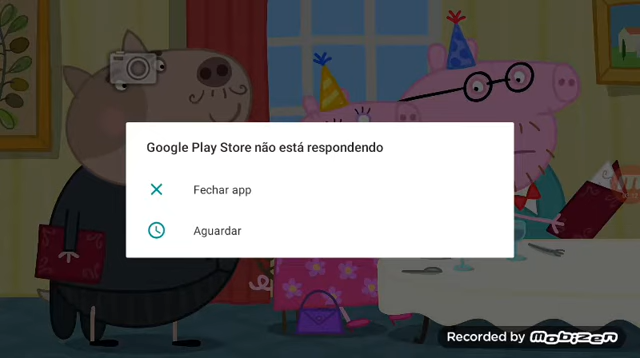 Google Play Store não está respondendo
Fechar app
Aguardar
Recorded by mobizen